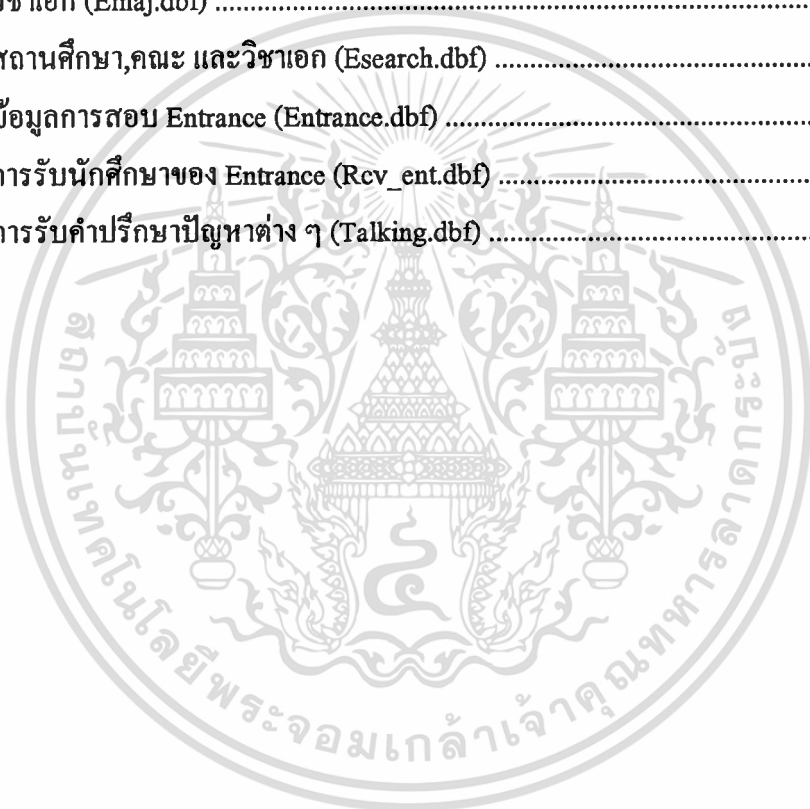 วิชาเอก (Emaj.dbf) ........................................................................
สถานศึกษา,คณะ และวิชาเอก (Esearch.dbf) ........................................
ข้อมูลการสอบ Entrance (Entrance.dbf) ................................................
การรับนักศึกษาของ Entrance (Rcv_ent.dbf) ........................................
การรับคำปรึกษาปัญหาต่าง ๆ (Talking.dbf) ..........................................
สถาบันเทคโนโลยีพระจอมเกล้าเจ้าคุณทหารลาดกระบัง